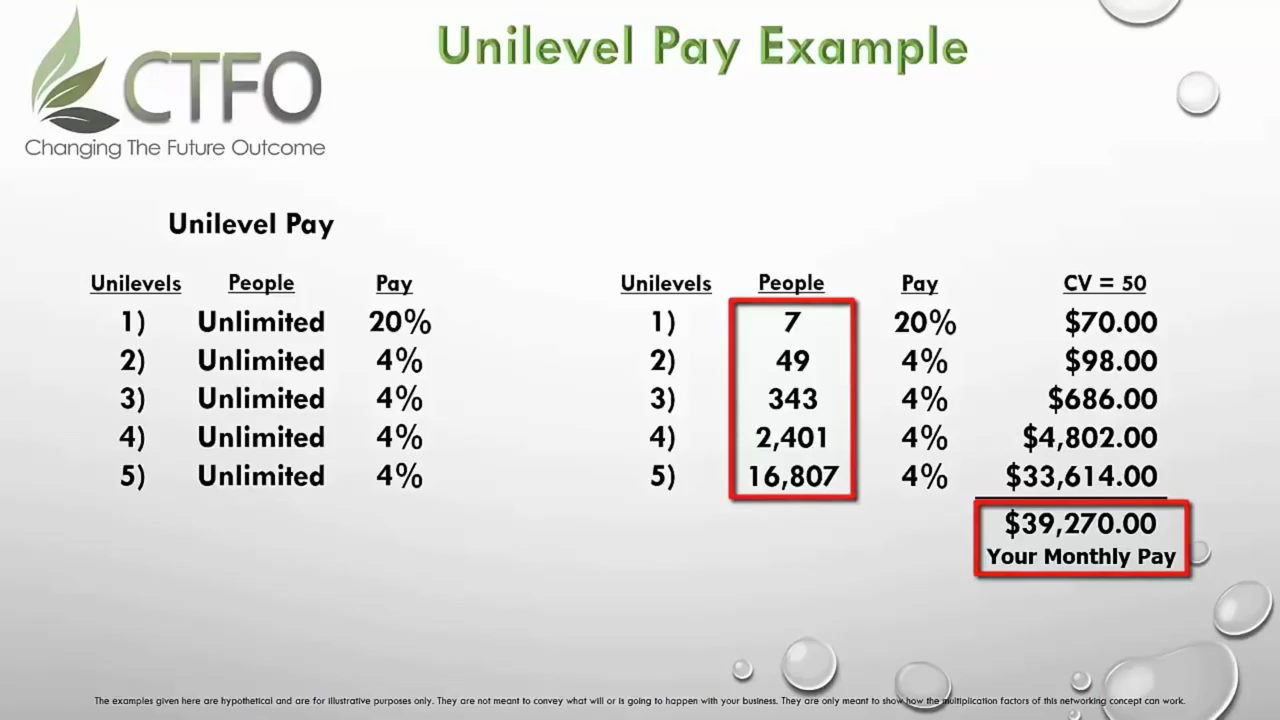 CTFO
Changing The Future Outcome
Unilevel Pay Example
Unilevel Pay
Unilevels People Pay
1) Unlimited 20%
2) Unlimited 4%
3) Unlimited 4%
4) Unlimited 4%
5) Unlimited 4%
Unilevels People Pay CV = 50
1) 7 20% $70.00
2) 49 4% $98.00
3) 343 4% $686.00
4) 2,401 4% $4,802.00
5) 16,807 4% $33,614.00
$39,270.00
Your Monthly Pay
The examples given here are hypothetical and are for illustrative purposes only. They are not meant to convey what will or is going to happen with your business. They are only meant to show how the multiplication factors of this networking concept can work.